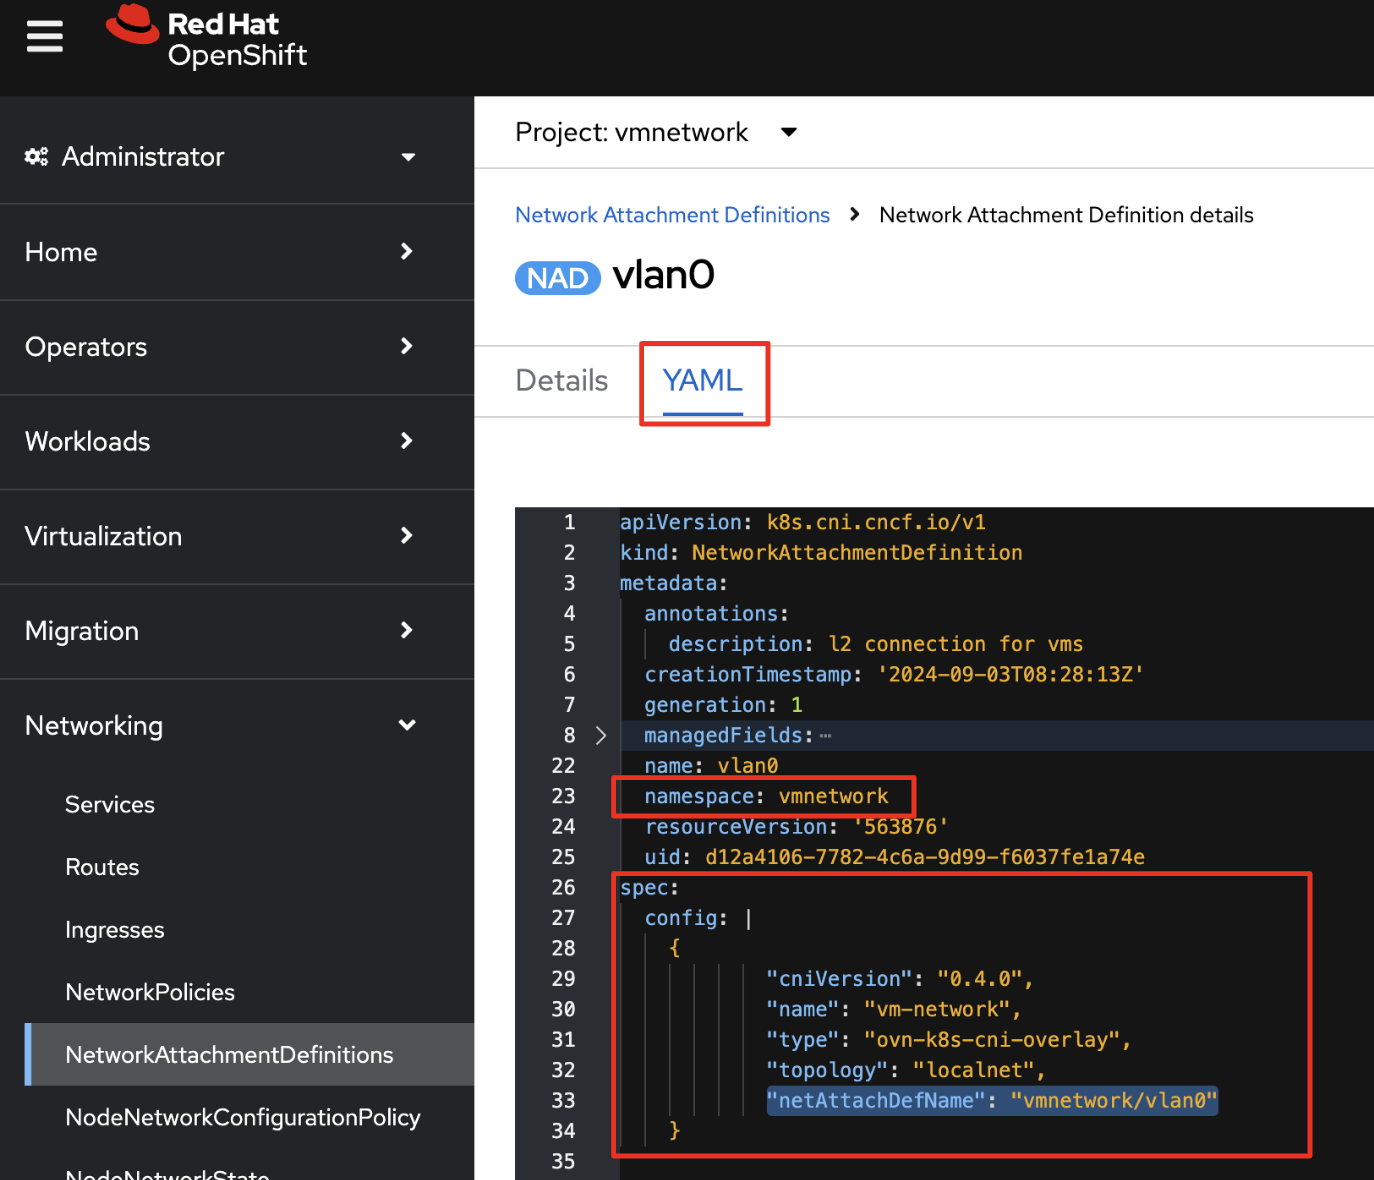 Red Hat
OpenShift
Administrator
Home
Operators
Workloads
Virtualization
Migration
Networking
Services
Routes
Ingresses
NetworkPolicies
NetworkAttachmentDefinitions
NodeNetworkConfigurationPolicy
NodeNetworkState
Project: vmnetwork
Network Attachment Definitions > Network Attachment Definition details
NAD vlan0
Details YAML
1 apiVersion: k8s.cni.cncf.io/v1
2 kind: NetworkAttachmentDefinition
3 metadata:
4 annotations:
5 description: l2 connection for vms
6 creationTimestamp: '2024-09-03T08:28:13Z'
7 generation: 1
8 managedFields:⋯
22 name: vlan0
23 namespace: vmnetwork
24 resourceVersion: '563876'
25 uid: d12a4106-7782-4c6a-9d99-f6037fe1a74e
26 spec:
27 config: |
28 {
29 "cniVersion": "0.4.0",
30 "name": "vm-network",
31 "type": "ovn-k8s-cni-overlay",
32 "topology": "localnet",
33 "netAttachDefName": "vmnetwork/vlan0"
34 }
35